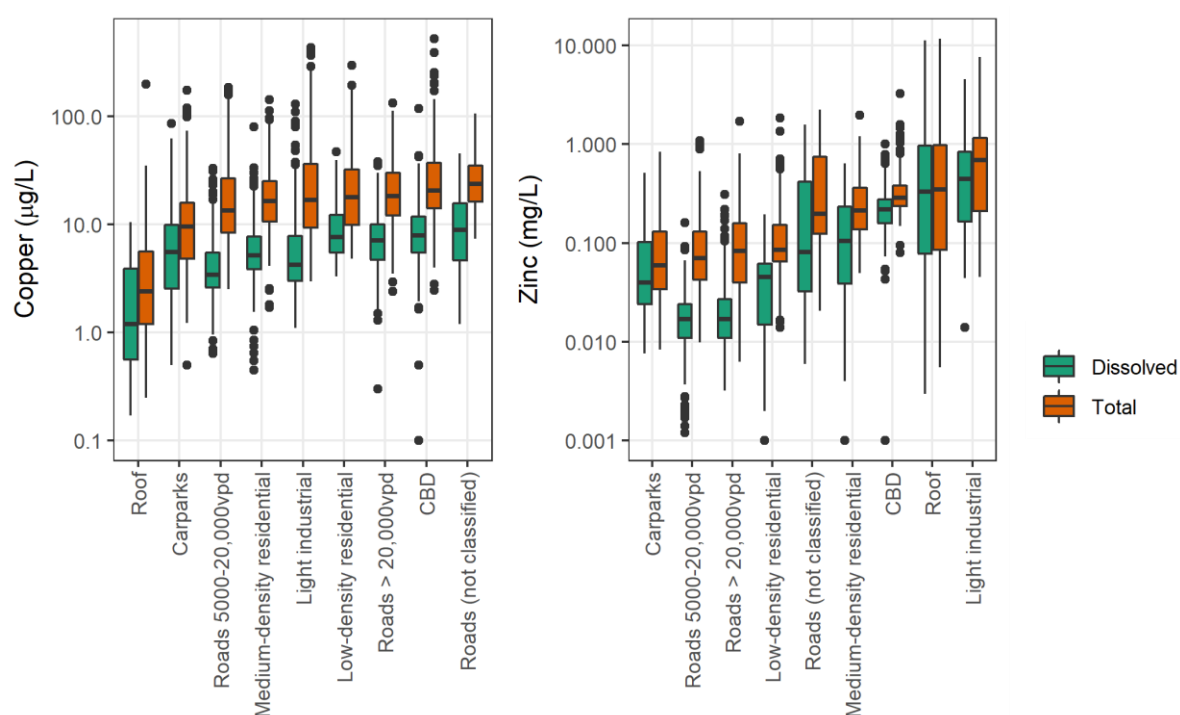 Copper (µg/L)
100.0
10.0
1.0
0.1
Roof
Carparks
Roads 5000-20,000vpd
Medium-density residential
Light industrial
Low-density residential
Roads > 20,000vpd
CBD
Roads (not classified)
Zinc (mg/L)
10.000
1.000
0.100
0.010
0.001
Carparks
Roads 5000-20,000vpd
Roads > 20,000vpd
Low-density residential
Roads (not classified)
Medium-density residential
CBD
Roof
Light industrial
Dissolved
Total